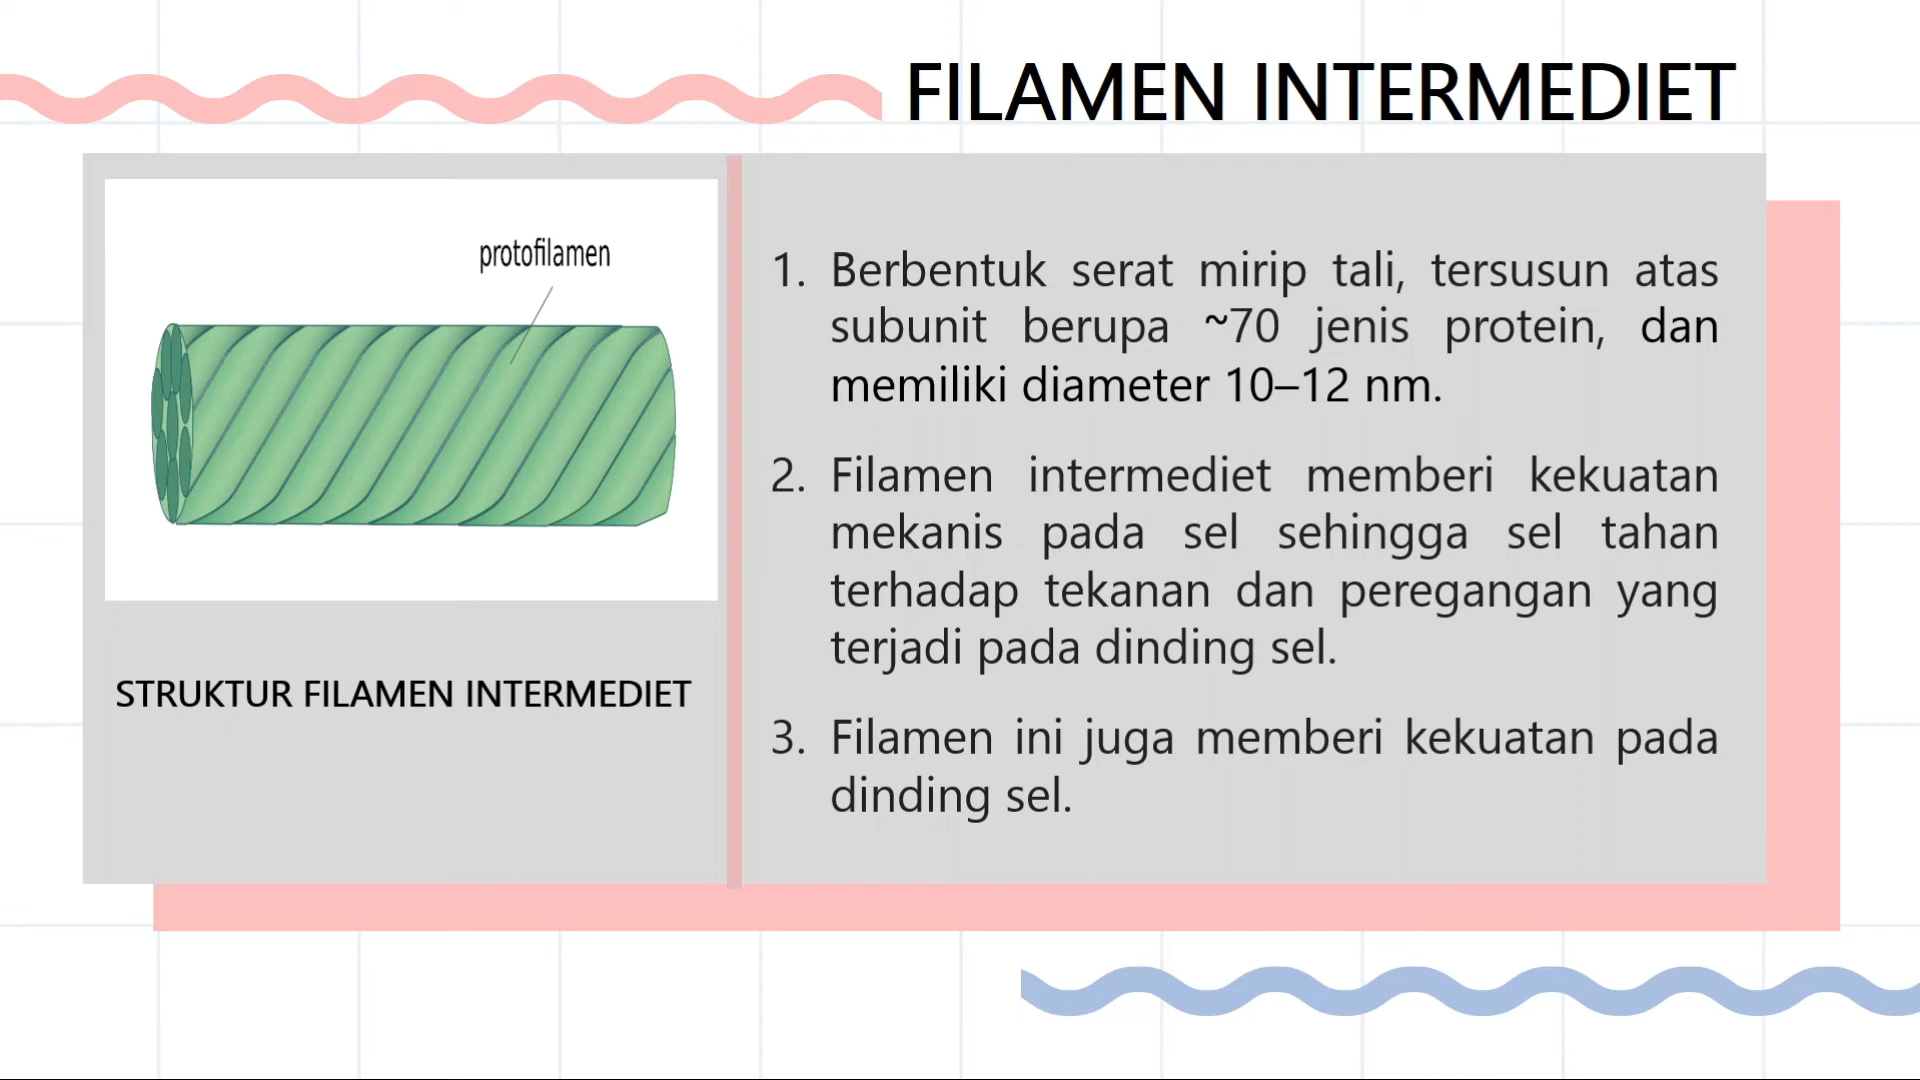 FILAMEN INTERMEDIET
protofilamen
STRUKTUR FILAMEN INTERMEDIET
1. Berbentuk serat mirip tali, tersusun atas
subunit berupa ~70 jenis protein, dan
memiliki diameter 10–12 nm.
2. Filamen intermediet memberi kekuatan
mekanis pada sel sehingga sel tahan
terhadap tekanan dan peregangan yang
terjadi pada dinding sel.
3. Filamen ini juga memberi kekuatan pada
dinding sel.